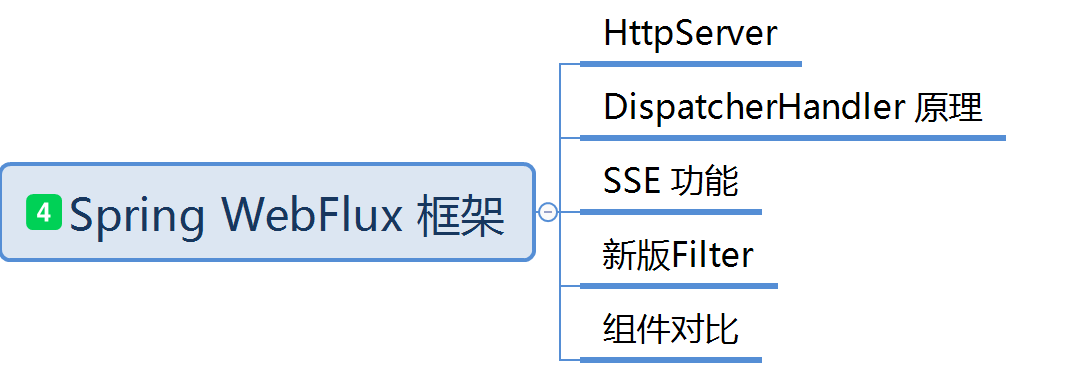 HttpServer
DispatcherHandler 原理
SSE 功能
4 Spring WebFlux 框架
新版Filter
组件对比